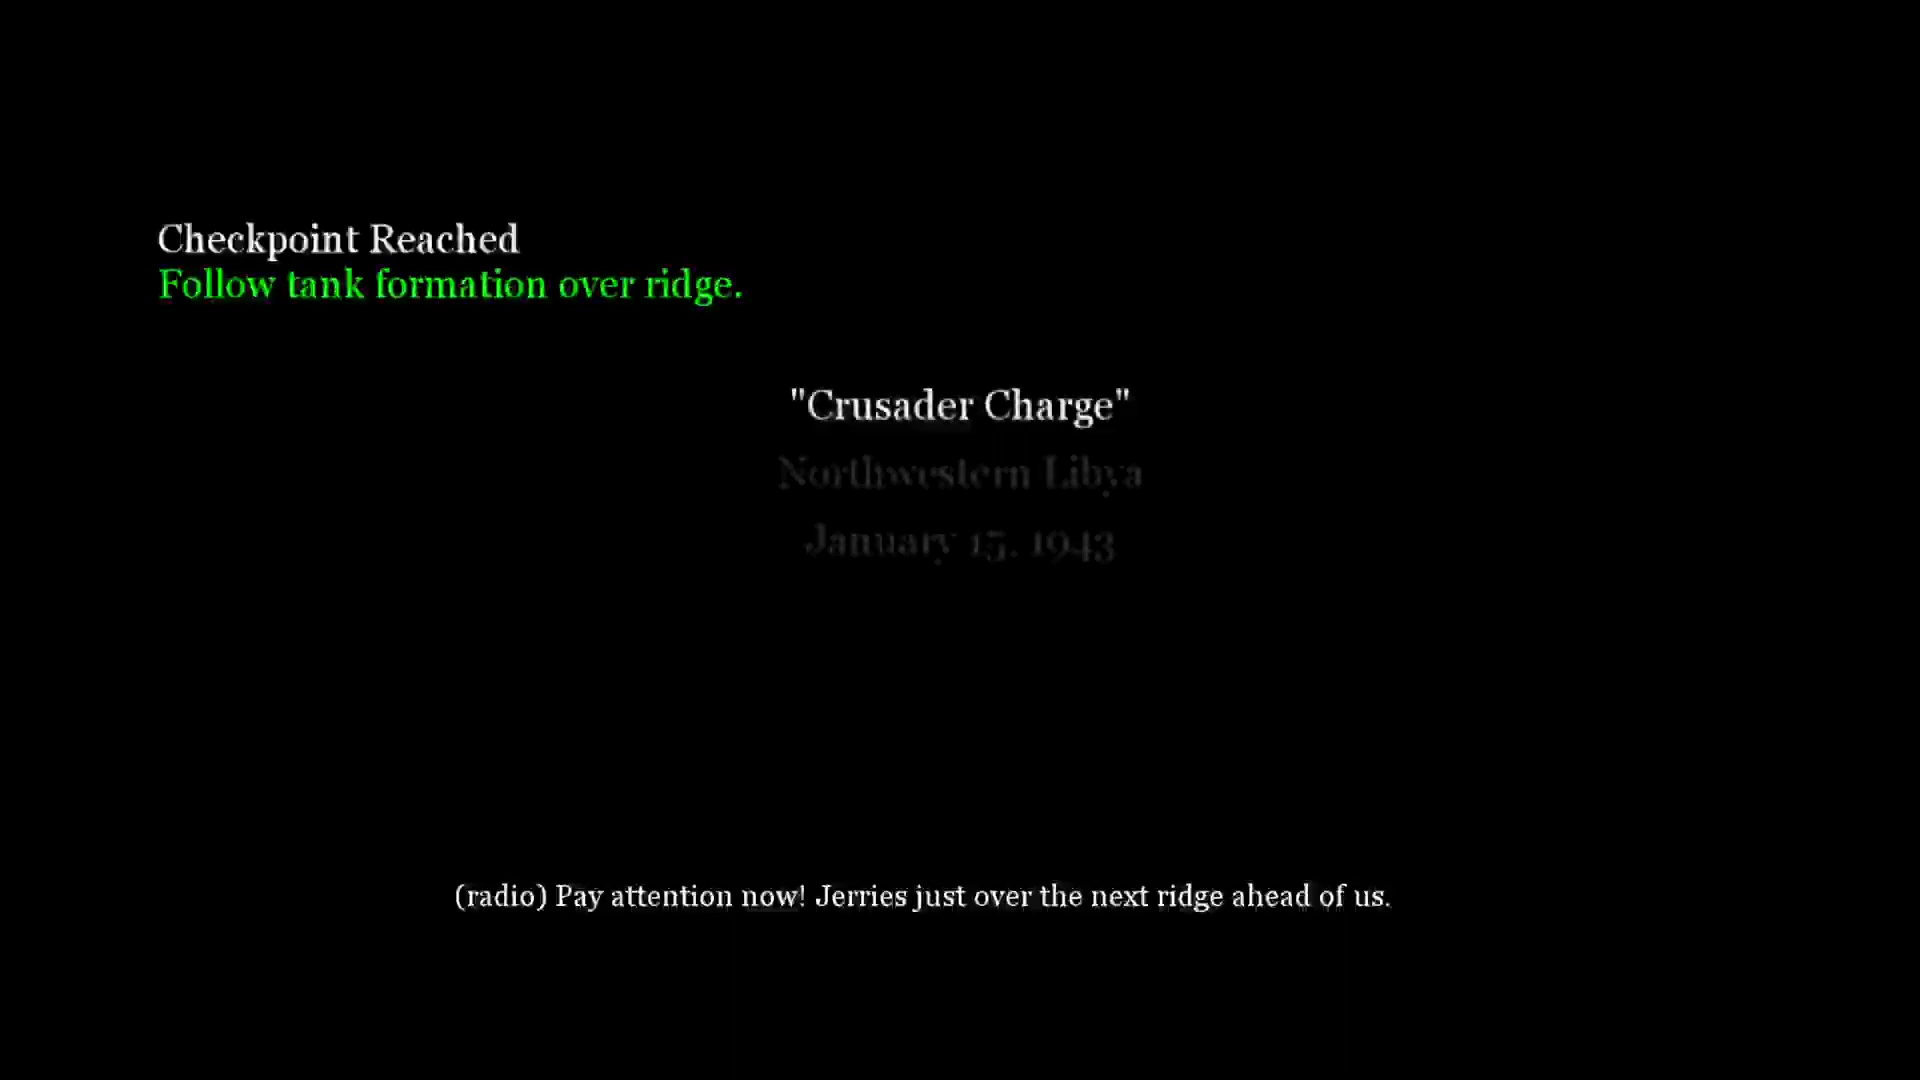 Checkpoint Reached
Follow tank formation over ridge.
"Crusader Charge"
Northwestern Libya
January 15, 1943
(radio) Pay attention now! Jerries just over the next ridge ahead of us.